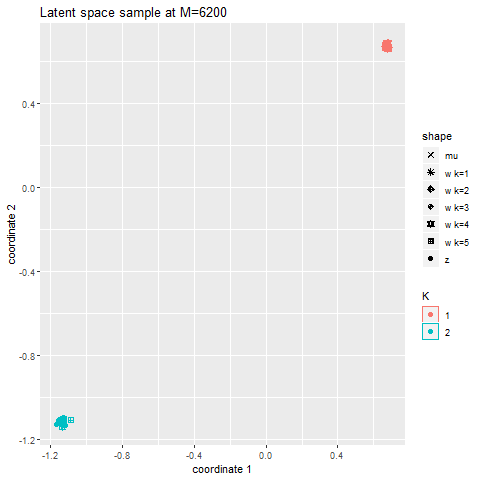 Latent space sample at M=6200
0.4
0.0
-0.4
-0.8
-1.2
-1.2
-0.8
-0.4
0.0
0.4
coordinate 1
coordinate 2
shape
mu
w k=1
w k=2
w k=3
w k=4
w k=5
z
K
1
2